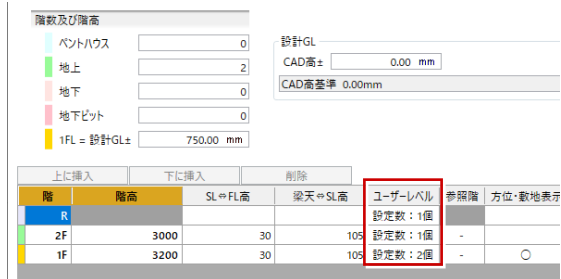 階数及び階高
ペントハウス 0
地上 2
地下 0
地下ピット 0
1FL = 設計GL± 750.00 mm
設計GL
CAD高± 0.00 mm
CAD高基準 0.00mm
上に挿入 下に挿入 削除
階 階高 SL⇔FL高 梁天⇔SL高 ユーザーレベル 参照階 方位・敷地表示
R 設定数：1個
2F 3000 30 105 設定数：1個 -
1F 3200 30 105 設定数：2個 - ○